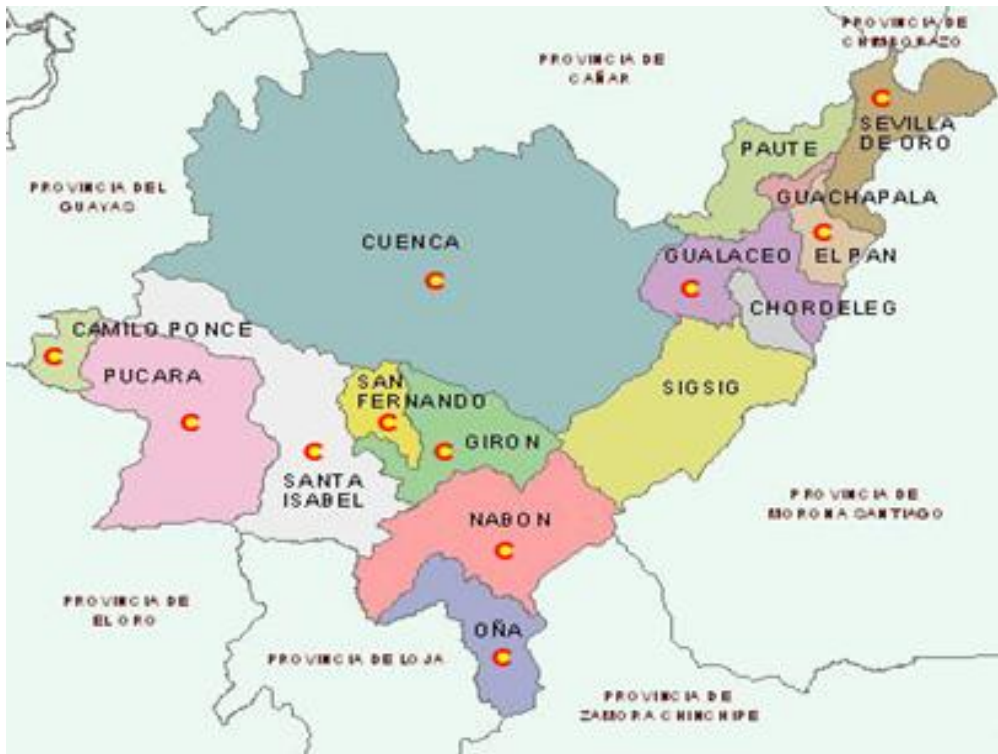 PROVINCIA DE
CHIMBORAZO
PROVINCIA DE
CAÑAR
C
SEVILLA
DE ORO
PAUTE
PROVINCIA DEL
GUAYAS
GUACHAPALA
C
CUENCA
GUALACEO
EL PAN
C
C
CHORDELEG
CAMILO PONCE
C
PUCARA
SAN
FERNANDO
SIGSIG
C
C
GIRON
C
C
SANTA
ISABEL
PROVINCIA DE
MORONA SANTIAGO
NABON
C
PROVINCIA DE
EL ORO
OÑA
C
PROVINCIA DE LOJA
PROVINCIA DE
ZAMORA CHINCHIPE